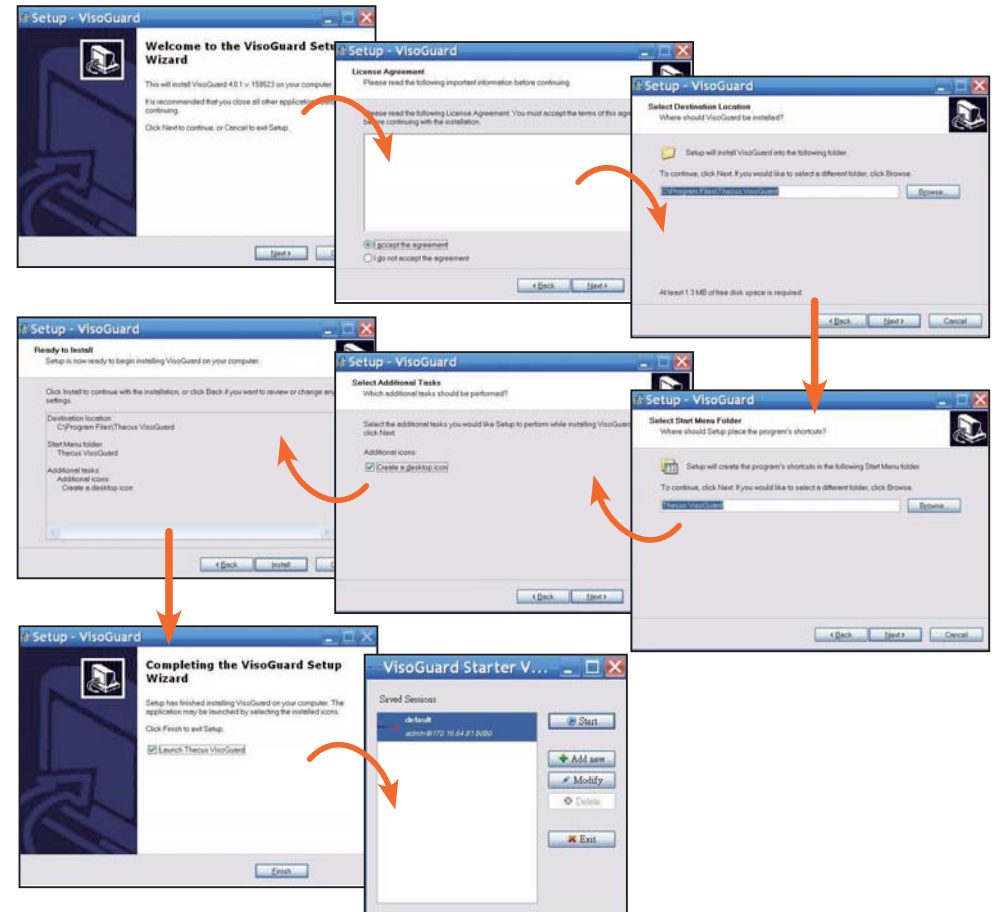 Setup - VisoGuard
Welcome to the VisoGuard Setu
Wizard
This will install VisoGuard 4.0.1 v. 158523 on your computer.
It is recommended that you close all other application
continuing.
Click Next to continue, or Cancel to exit Setup.
Next >
Setup - VisoGuard
License Agreement
Please read the following important information before continuing.
Please read the following License Agreement. You must accept the terms of this agre
before continuing with the installation.
I accept the agreement
I do not accept the agreement
< Back Next >
Setup - VisoGuard
Select Destination Location
Where should VisoGuard be installed?
Setup will install VisoGuard into the following folder.
To continue, click Next. If you would like to select a different folder, click Browse.
C:\Program Files\Thecus VisoGuard
Browse...
At least 1.3 MB of free disk space is required.
< Back Next > Cancel
Setup - VisoGuard
Select Start Menu Folder
Where should Setup place the program's shortcuts?
Setup will create the program's shortcuts in the following Start Menu folder.
To continue, click Next. If you would like to select a different folder, click Browse.
Thecus VisoGuard
Browse...
< Back Next > Cancel
Setup - VisoGuard
Select Additional Tasks
Which additional tasks should be performed?
Select the additional tasks you would like Setup to perform while installing VisoGuard
click Next.
Additional icons:
Create a desktop icon
< Back Next >
Setup - VisoGuard
Ready to Install
Setup is now ready to begin installing VisoGuard on your computer.
Click Install to continue with the installation, or click Back if you want to review or change any
settings.
Destination location:
C:\Program Files\Thecus VisoGuard
Start Menu folder:
Thecus VisoGuard
Additional tasks:
Additional icons:
Create a desktop icon
< Back Install
Setup - VisoGuard
Completing the VisoGuard Setup
Wizard
Setup has finished installing VisoGuard on your computer. The
application may be launched by selecting the installed icons.
Click Finish to exit Setup.
Launch Thecus VisoGuard
Finish
VisoGuard Starter V...
Saved Sessions
default
admin@172.16.64.81:8080
Start
Add new
Modify
Delete
Exit